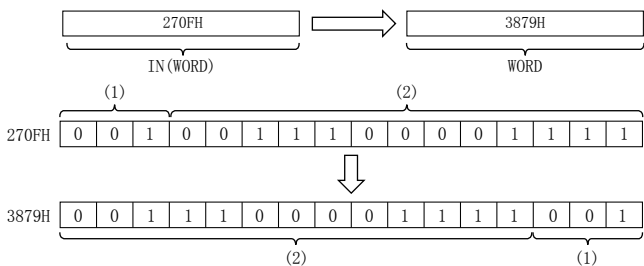 270FH 3879H
IN(WORD) WORD
(1) (2)
270FH 0 0 1 0 0 1 1 1 0 0 0 0 1 1 1 1
3879H 0 0 1 1 1 0 0 0 0 1 1 1 1 0 0 1
(2) (1)